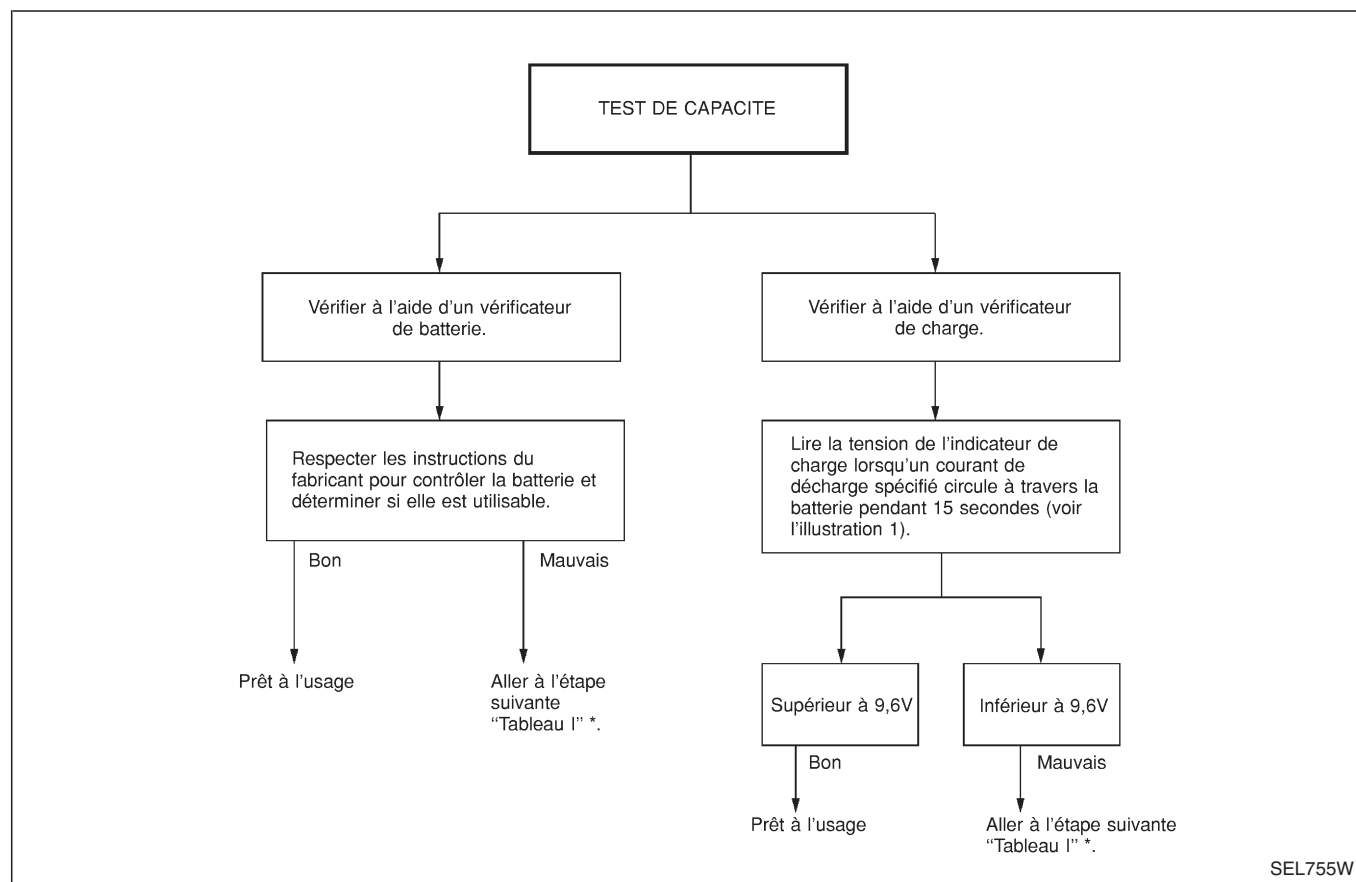 TEST DE CAPACITE
Vérifier à l'aide d'un vérificateur
de batterie.
Vérifier à l'aide d'un vérificateur
de charge.
Respecter les instructions du
fabricant pour contrôler la batterie et
déterminer si elle est utilisable.
Lire la tension de l'indicateur de
charge lorsqu'un courant de
décharge spécifié circule à travers la
batterie pendant 15 secondes (voir
l'illustration 1).
Bon
Mauvais
Prêt à l'usage
Aller à l'étape
suivante
“Tableau I” *.
Supérieur à 9,6V
Inférieur à 9,6V
Bon
Mauvais
Prêt à l'usage
Aller à l'étape suivante
“Tableau I” *.
SEL755W